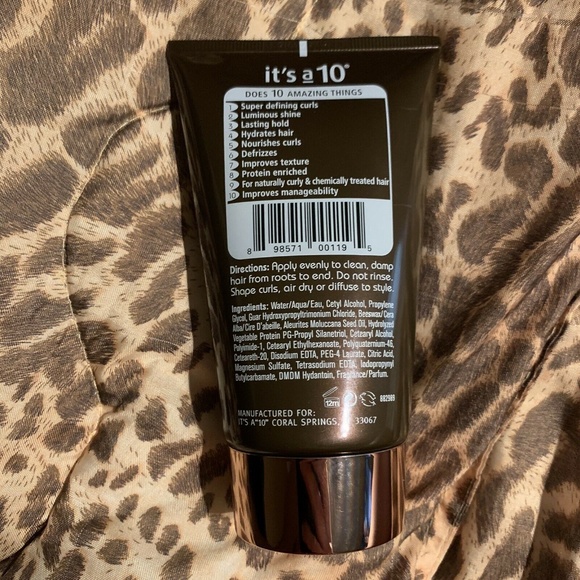 it's a 10®
DOES 10 AMAZING THINGS
1 Super defining curls
2 Luminous shine
3 Lasting hold
4 Hydrates hair
5 Nourishes curls
6 Defrizzes
7 Improves texture
8 Protein enriched
9 For naturally curly & chemically treated hair
10 Improves manageability
8 98571 00119 5
Directions: Apply evenly to clean, damp
hair from roots to end. Do not rinse.
Shape curls, air dry or diffuse to style.
Ingredients: Water/Aqua/Eau, Cetyl Alcohol, Propylene
Glycol, Guar Hydroxypropyltrimonium Chloride, Beeswax/Cera
Alba/Cire D'abeille, Aleurites Moluccana Seed Oil, Hydrolyzed
Vegetable Protein PG-Propyl Silanetriol, Cetearyl Alcohol,
Polyimide-1, Cetearyl Ethylhexanoate, Polyquaternium-46,
Ceteareth-20, Disodium EDTA, PEG-4 Laurate, Citric Acid,
Magnesium Sulfate, Tetrasodium EDTA, Iodopropynyl
Butylcarbamate, DMDM Hydantoin, Fragrance/Parfum.
12m
882989
MANUFACTURED FOR:
IT'S A"10" CORAL SPRINGS, 33067